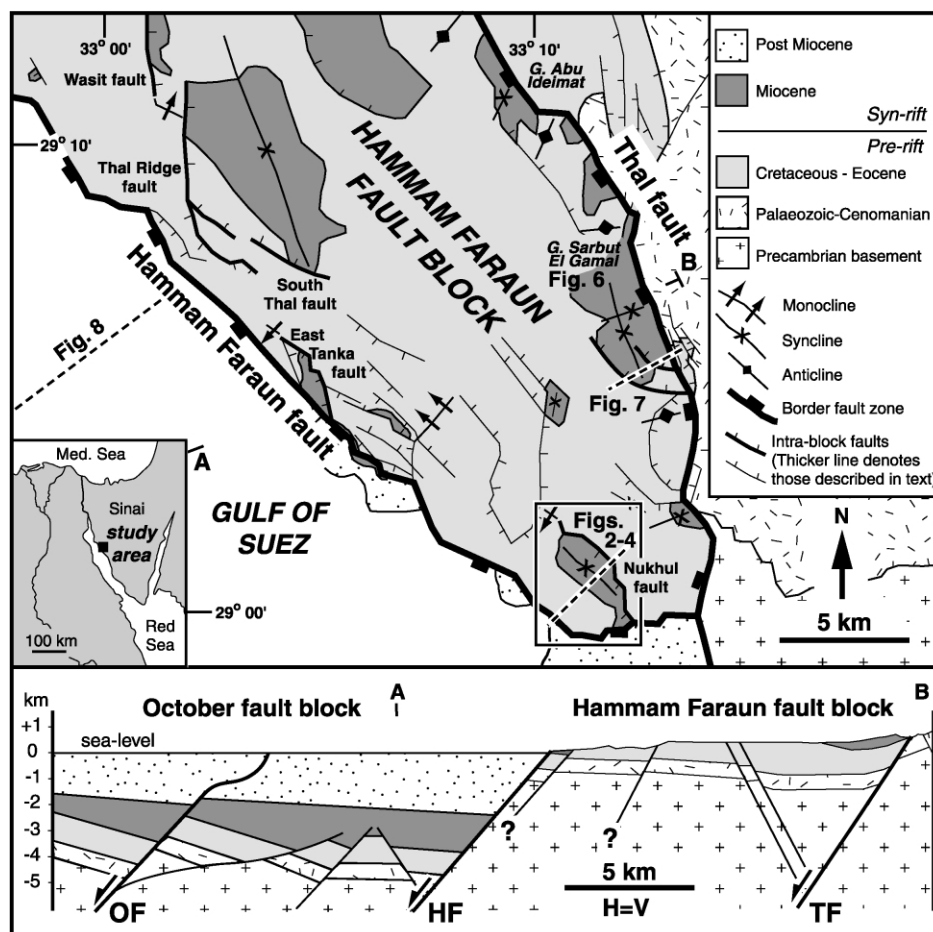 33° 00'
33° 10'
29° 10'
29° 00'
Wasit fault
Thal Ridge
fault
South
Thal fault
East
Tanka
fault
HAMMAM FARAUN
FAULT BLOCK
Hammam Faraun fault
G. Abu
Ideimat
Thal fault
G. Sarbut
El Gamal
Fig. 6
B
Fig. 7
Fig. 8
A
GULF OF
SUEZ
Figs.
2-4
Nukhul
fault
N
5 km
Post Miocene
Miocene
Syn-rift
Pre-rift
Cretaceous - Eocene
Palaeozoic-Cenomanian
Precambrian basement
Monocline
Syncline
Anticline
Border fault zone
Intra-block faults
(Thicker line denotes
those described in text)
Med. Sea
Sinai
study
area
Red
Sea
100 km
October fault block
A
Hammam Faraun fault block
B
km
+1
0
-1
-2
-3
-4
-5
sea-level
?
?
5 km
H=V
OF
HF
TF